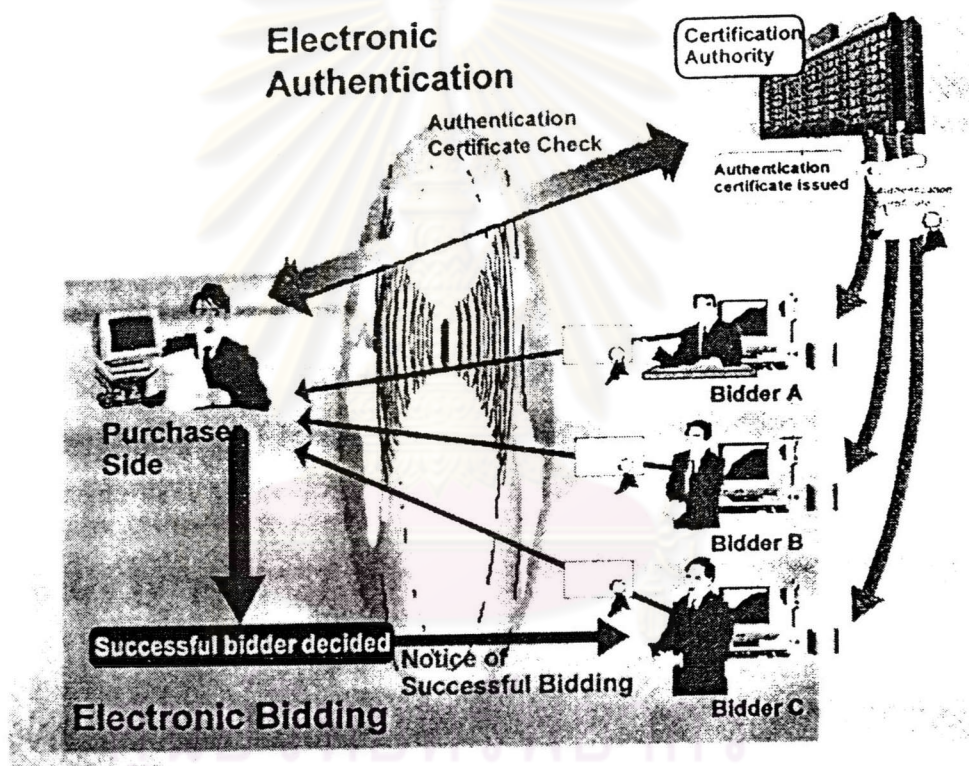 Electronic
Authentication
Certification
Authority
Authentication
Certificate Check
Authentication
certificate issued
Bidder A
Purchaser
Side
Bidder B
Successful bidder decided
Notice of
Successful Bidding
Bidder C
Electronic Bidding